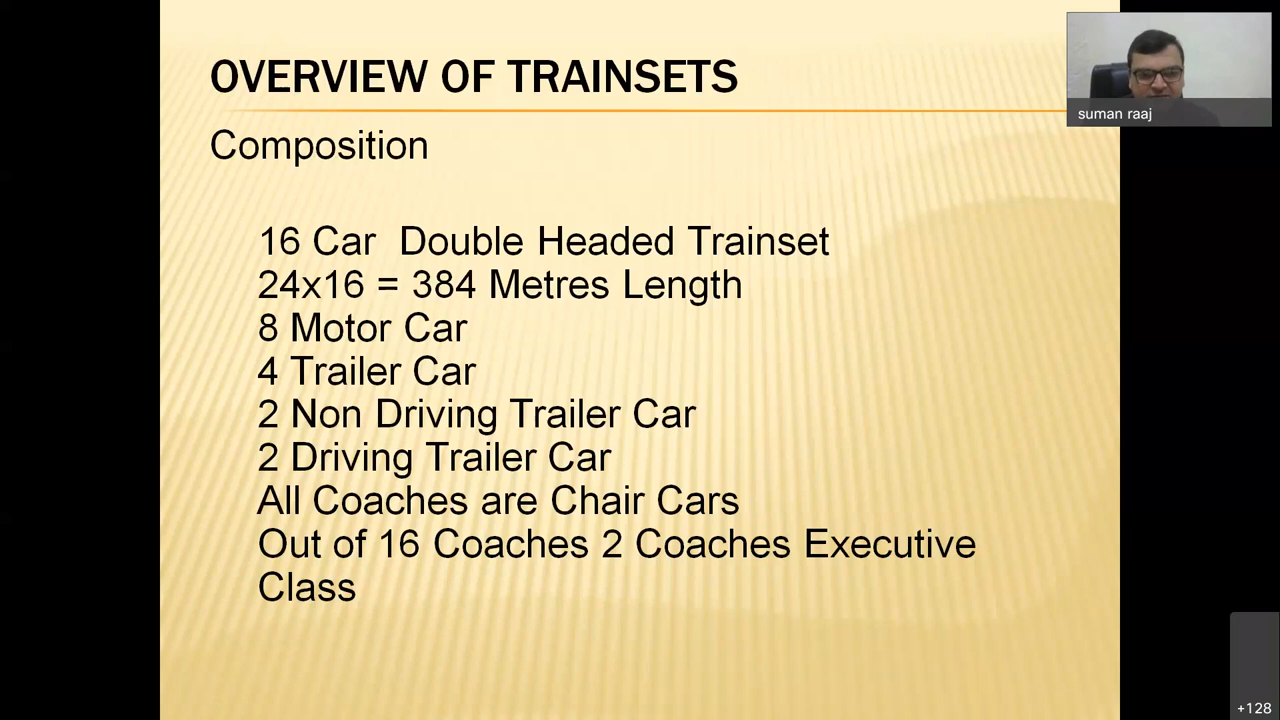 OVERVIEW OF TRAINSETS
suman raaj
Composition
16 Car  Double Headed Trainset
24x16 = 384 Metres Length
8 Motor Car
4 Trailer Car
2 Non Driving Trailer Car
2 Driving Trailer Car
All Coaches are Chair Cars
Out of 16 Coaches 2 Coaches Executive
Class
+128